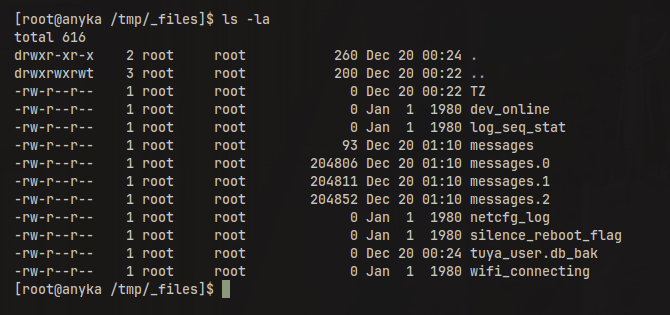 [root@anyka /tmp/_files]$ ls -la
total 616
drwxr-xr-x    2 root     root           260 Dec 20 00:24 .
drwxrwxrwt    3 root     root           200 Dec 20 00:22 ..
-rw-r--r--    1 root     root             0 Dec 20 00:22 TZ
-rw-r--r--    1 root     root             0 Jan  1  1980 dev_online
-rw-r--r--    1 root     root             0 Jan  1  1980 log_seq_stat
-rw-r--r--    1 root     root            93 Dec 20 01:10 messages
-rw-r--r--    1 root     root        204806 Dec 20 01:10 messages.0
-rw-r--r--    1 root     root        204811 Dec 20 01:10 messages.1
-rw-r--r--    1 root     root        204852 Dec 20 01:10 messages.2
-rw-r--r--    1 root     root             0 Jan  1  1980 netcfg_log
-rw-r--r--    1 root     root             0 Jan  1  1980 silence_reboot_flag
-rw-r--r--    1 root     root             0 Dec 20 00:24 tuya_user.db_bak
-rw-r--r--    1 root     root             0 Jan  1  1980 wifi_connecting
[root@anyka /tmp/_files]$